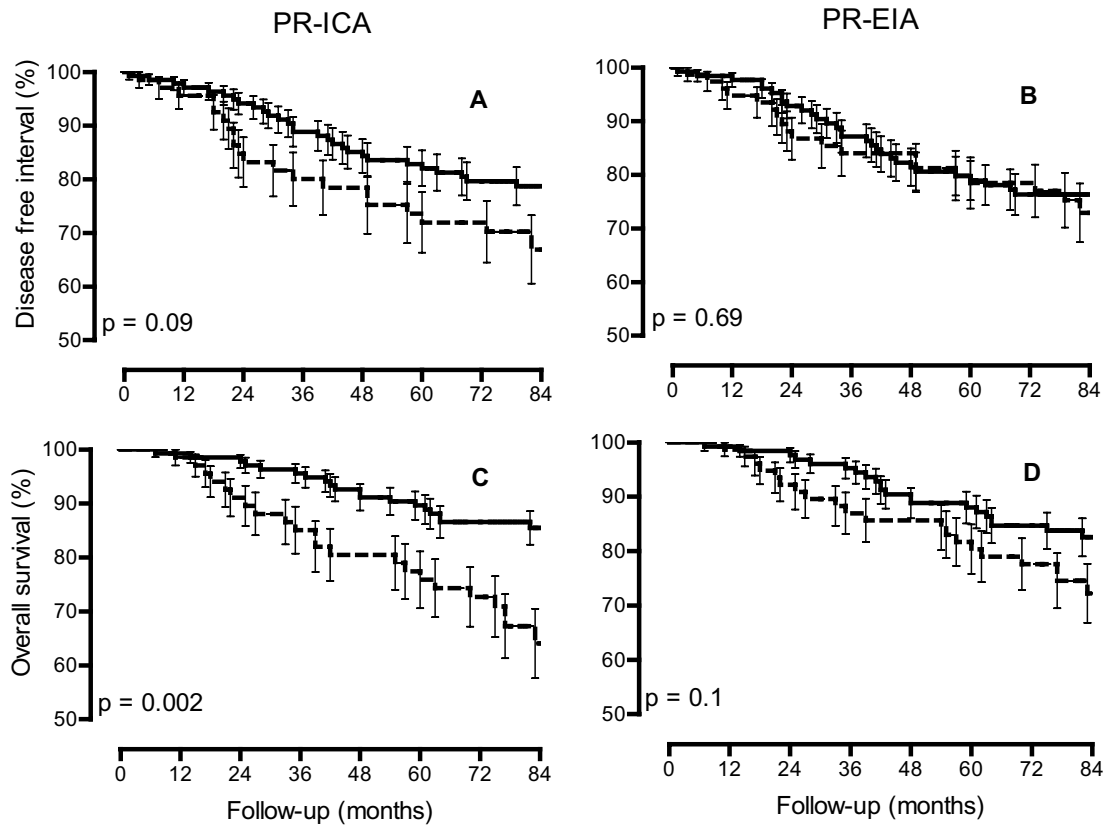 PR-ICA
PR-EIA
Disease free interval (%)
100
90
80
70
60
50
A
p = 0.09
0 12 24 36 48 60 72 84
100
90
80
70
60
50
B
p = 0.69
0 12 24 36 48 60 72 84
Overall survival (%)
100
90
80
70
60
50
C
p = 0.002
0 12 24 36 48 60 72 84
Follow-up (months)
100
90
80
70
60
50
D
p = 0.1
0 12 24 36 48 60 72 84
Follow-up (months)